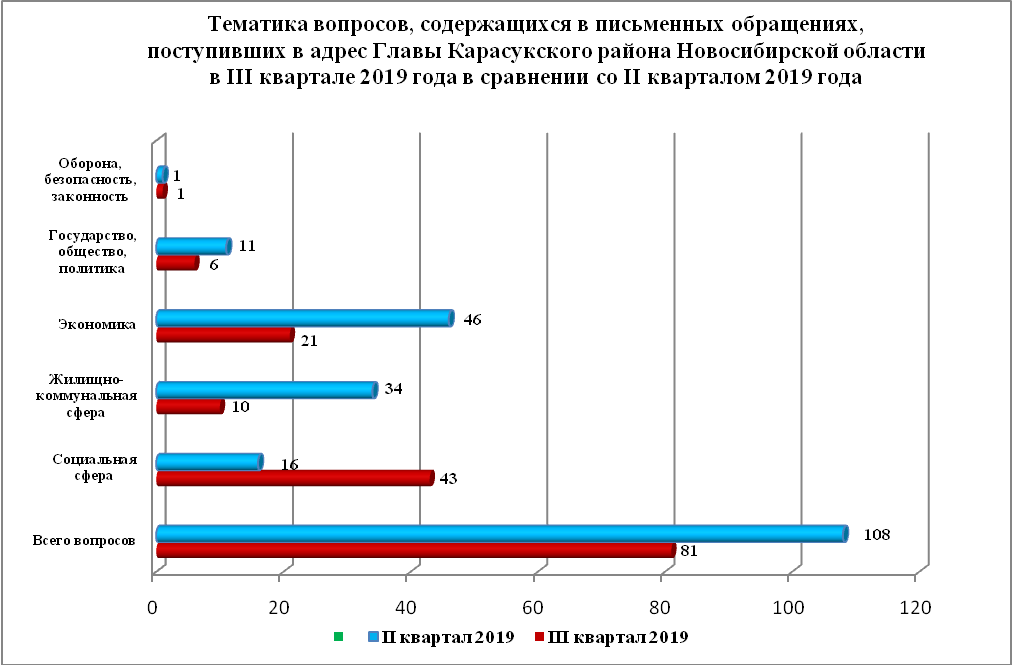 Тематика вопросов, содержащихся в письменных обращениях,
поступивших в адрес Главы Карасукского района Новосибирской области
в III квартале 2019 года в сравнении со II кварталом 2019 года
Оборона,
безопасность,
законность
1
1
Государство,
общество,
политика
11
6
Экономика
46
21
Жилищно-
коммунальная
сфера
34
10
Социальная
сфера
16
43
Всего вопросов
108
81
0 20 40 60 80 100 120
II квартал 2019 III квартал 2019